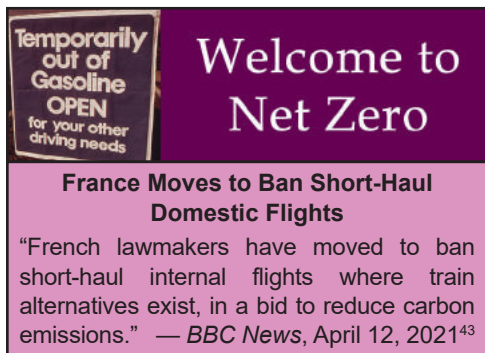 Temporarily
out of
Gasoline
OPEN
for your other
driving needs
Welcome to
Net Zero
France Moves to Ban Short-Haul
Domestic Flights
“French lawmakers have moved to ban
short-haul internal flights where train
alternatives exist, in a bid to reduce carbon
emissions.” — BBC News, April 12, 2021⁴³